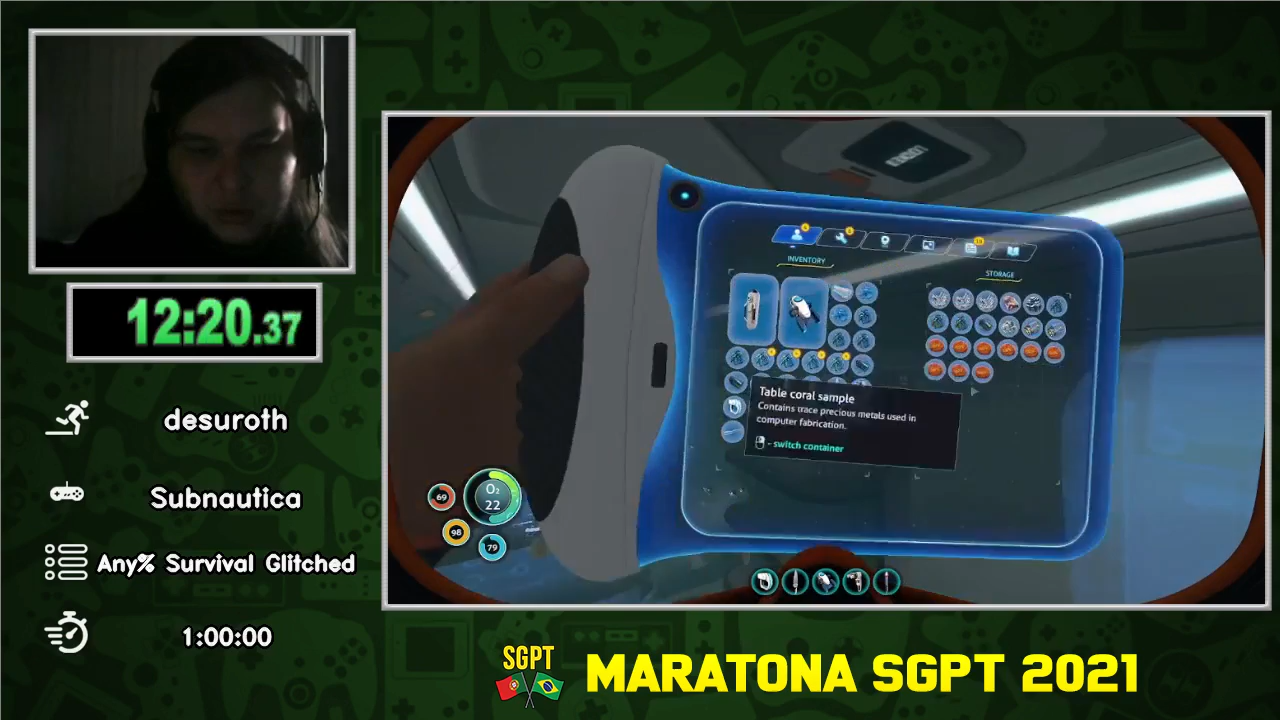 12:20.37
desuroth
Subnautica
Any% Survival Glitched
1:00:00
LOCKER
INVENTORY
STORAGE
Table coral sample
Contains trace precious metals used in
computer fabrication.
- switch container
69
O₂
22
98
79
SGPT
MARATONA SGPT 2021